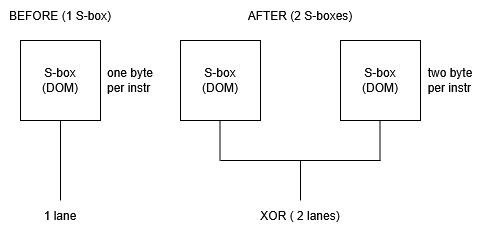 BEFORE (1 S-box)
AFTER (2 S-boxes)
S-box
(DOM)
one byte
per instr
S-box
(DOM)
S-box
(DOM)
two byte
per instr
1 lane
XOR ( 2 lanes)